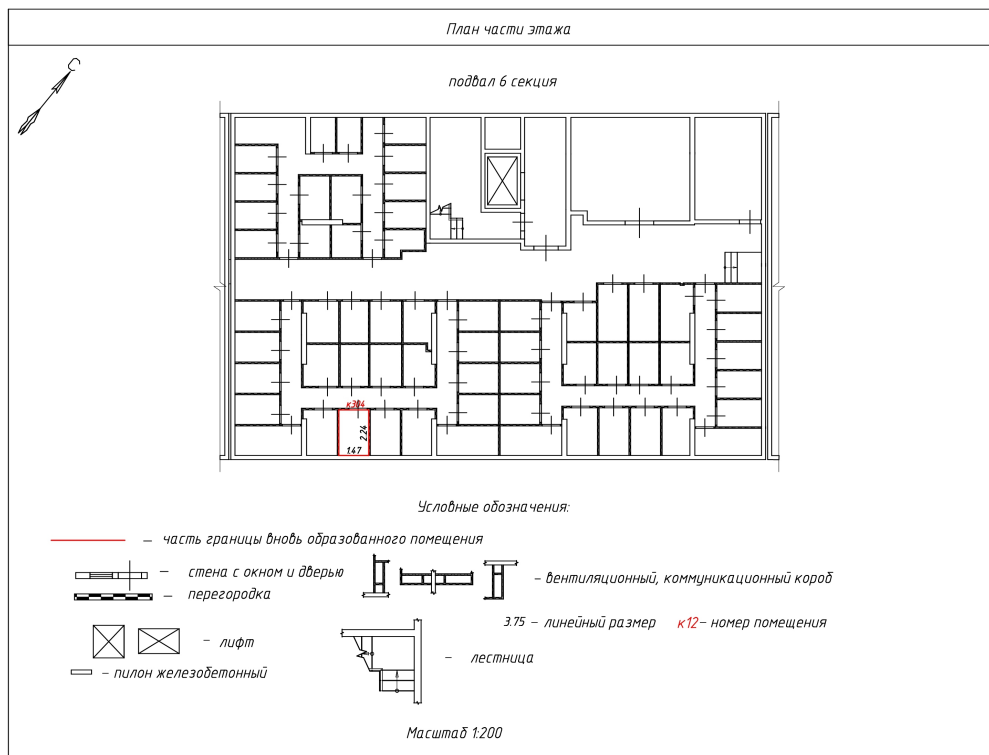 План части этажа
С
подвал 6 секция
к304
2.24
1.47
Условные обозначения:
— часть границы вновь образованного помещения
— стена с окном и дверью
— перегородка
— вентиляционный, коммуникационный короб
3.75 — линейный размер к12 — номер помещения
— лифт
— лестница
— пилон железобетонный
Масштаб 1:200